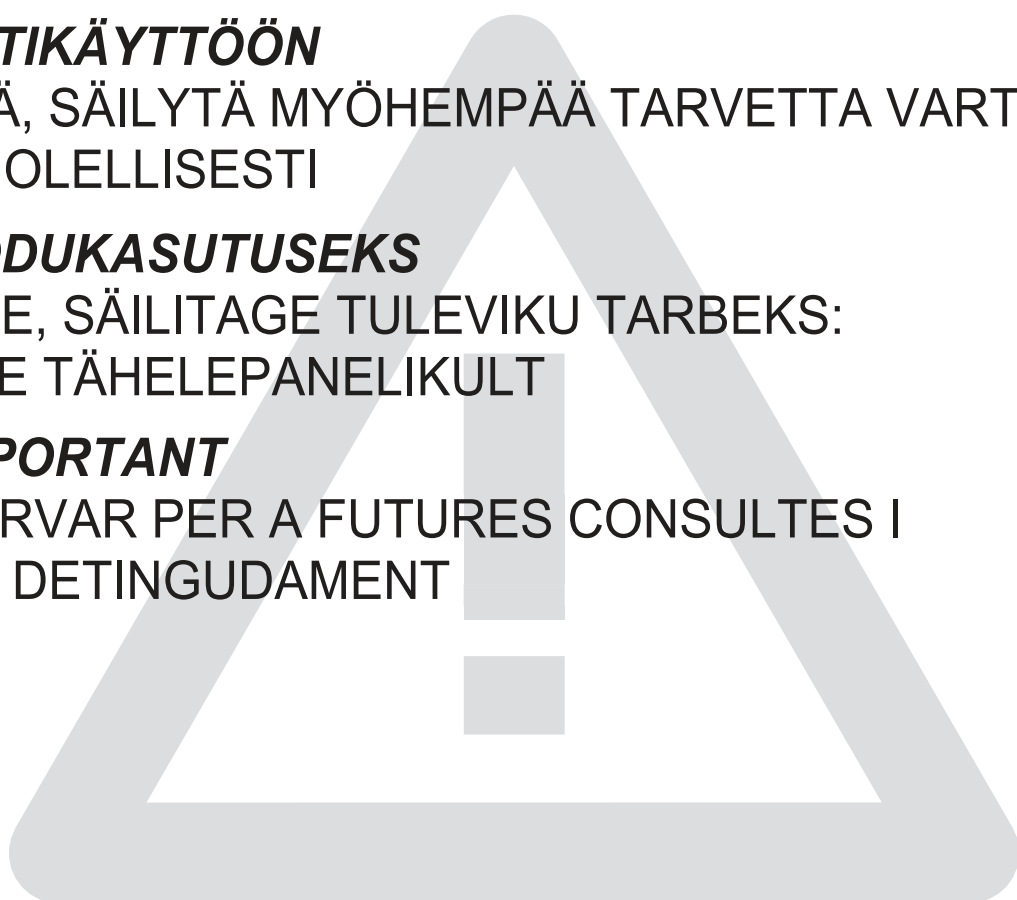 TIKÄYTTÖÖN
Ä, SÄILYTÄ MYÖHEMPÄÄ TARVETTA VART
OLELLISESTI
DUKASUTUSEKS
E, SÄILITAGE TULEVIKU TARBEKS:
E TÄHELEPANELIKULT
PORTANT
RVAR PER A FUTURES CONSULTES I
DETINGUDAMENT